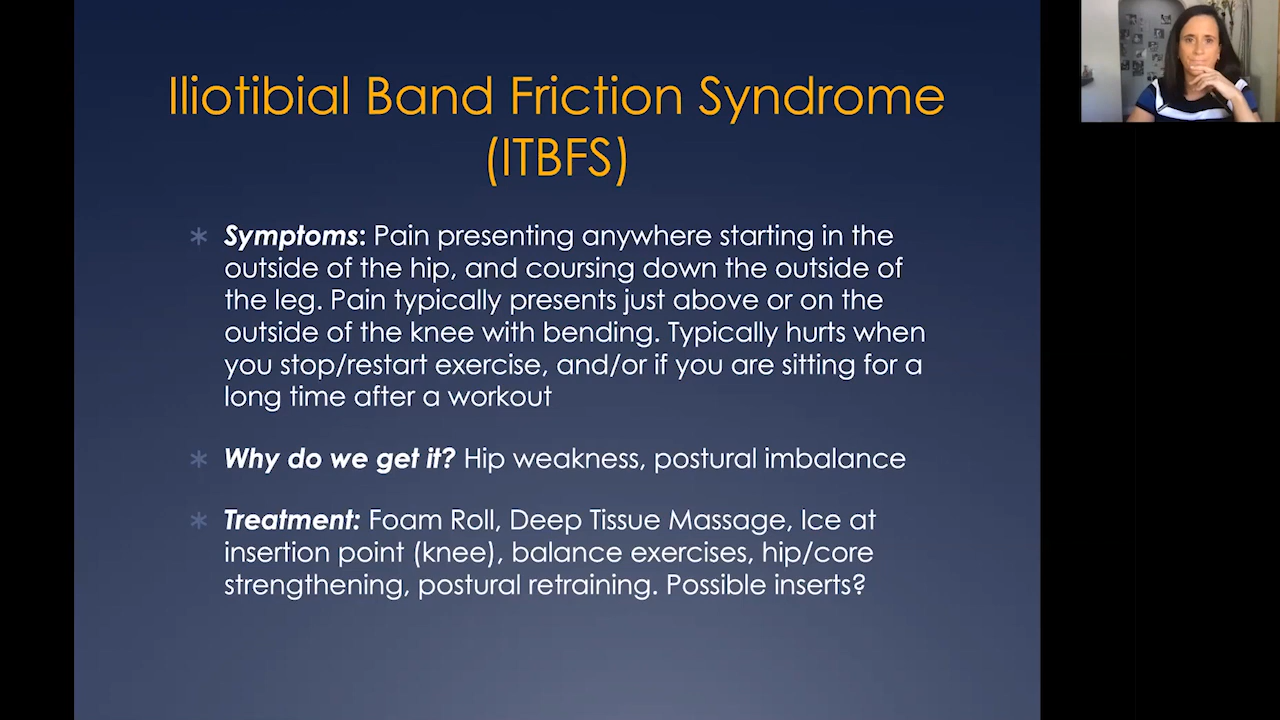 Iliotibial Band Friction Syndrome
(ITBFS)
Symptoms: Pain presenting anywhere starting in the
outside of the hip, and coursing down the outside of
the leg. Pain typically presents just above or on the
outside of the knee with bending. Typically hurts when
you stop/restart exercise, and/or if you are sitting for a
long time after a workout
Why do we get it? Hip weakness, postural imbalance
Treatment: Foam Roll, Deep Tissue Massage, Ice at
insertion point (knee), balance exercises, hip/core
strengthening, postural retraining. Possible inserts?